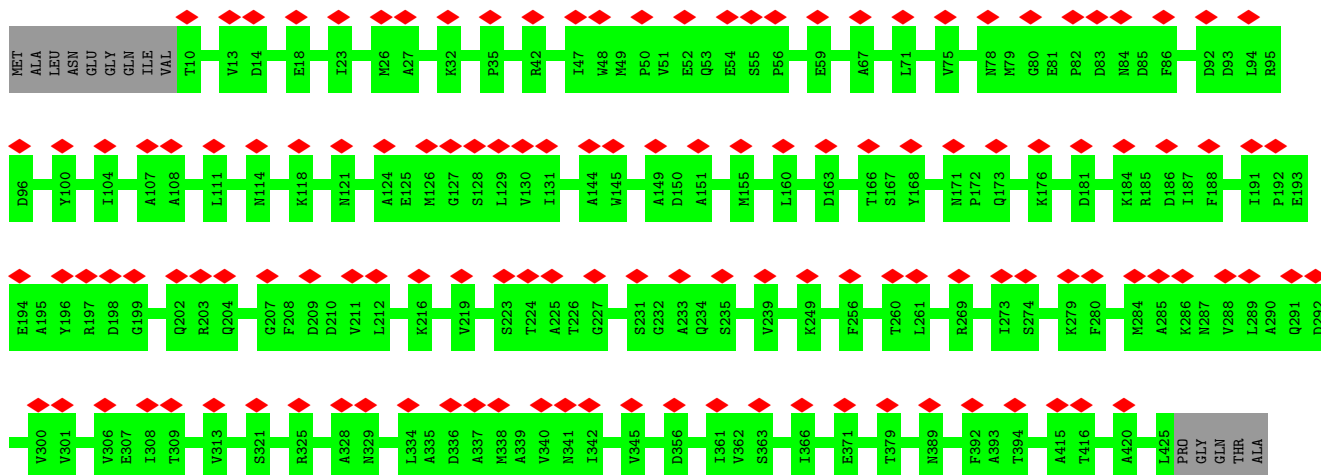 MET ALA LEU ASN GLU GLY GLN ILE VAL T10 V13 D14 E18 I23 M26 A27 K32 P35 R42 I47 W48 M49 P50 V51 E52 Q53 E54 S55 P56 E59 A67 L71 V75 N78 M79 G80 E81 P82 D83 N84 D85 F86 D92 D93 L94 R95
D96 Y100 I104 A107 A108 L111 N114 K118 N121 A124 E125 M126 G127 S128 L129 V130 I131 A144 W145 A149 D150 A151 M155 L160 D163 T166 S167 Y168 N171 P172 Q173 K176 D181 K184 R185 D186 I187 F188 I191 P192 E193
E194 A195 Y196 R197 D198 G199 Q202 R203 Q204 G207 F208 D209 D210 V211 L212 K216 V219 S223 T224 A225 T226 G227 S231 G232 A233 Q234 S235 V239 K249 F256 T260 L261 R269 I273 S274 K279 F280 M284 A285 K286 N287 V288 L289 A290 Q291 D292
V300 V301 V306 E307 I308 T309 V313 S321 R325 A328 N329 L334 A335 D336 A337 M338 A339 V340 N341 I342 V345 D356 I361 V362 S363 I366 E371 T379 N389 F392 A393 T394 A415 T416 A420 L425 PRO GLY GLN THR ALA